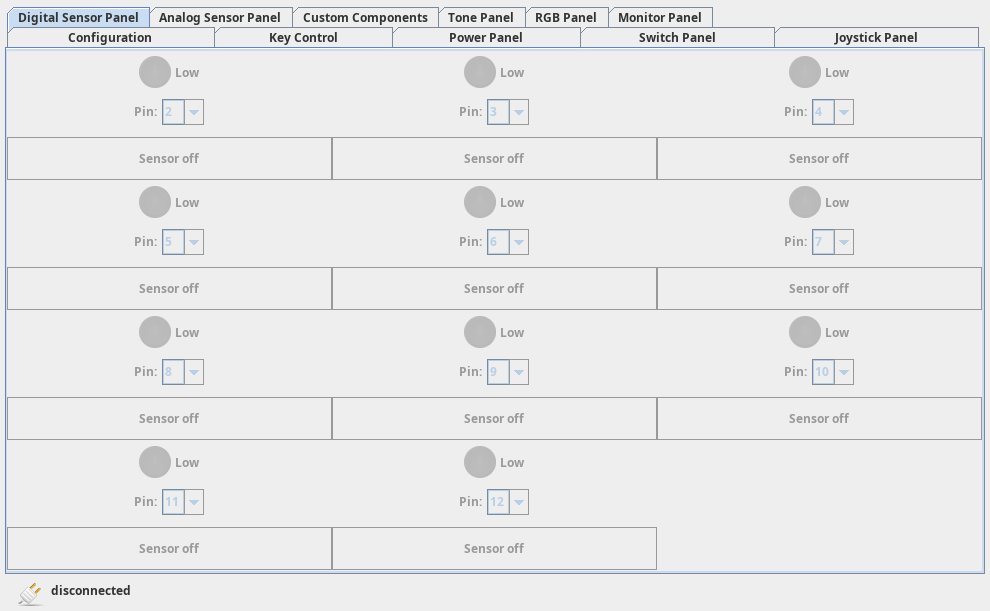 Digital Sensor Panel Analog Sensor Panel Custom Components Tone Panel RGB Panel Monitor Panel
Configuration Key Control Power Panel Switch Panel Joystick Panel
Low Low Low
Pin: 2 Pin: 3 Pin: 4
Sensor off Sensor off Sensor off
Low Low Low
Pin: 5 Pin: 6 Pin: 7
Sensor off Sensor off Sensor off
Low Low Low
Pin: 8 Pin: 9 Pin: 10
Sensor off Sensor off Sensor off
Low Low
Pin: 11 Pin: 12
Sensor off Sensor off
disconnected